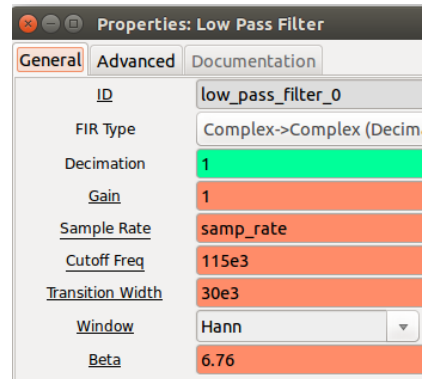 Properties: Low Pass Filter
General Advanced Documentation
ID low_pass_filter_0
FIR Type Complex->Complex (Decim
Decimation 1
Gain 1
Sample Rate samp_rate
Cutoff Freq 115e3
Transition Width 30e3
Window Hann
Beta 6.76